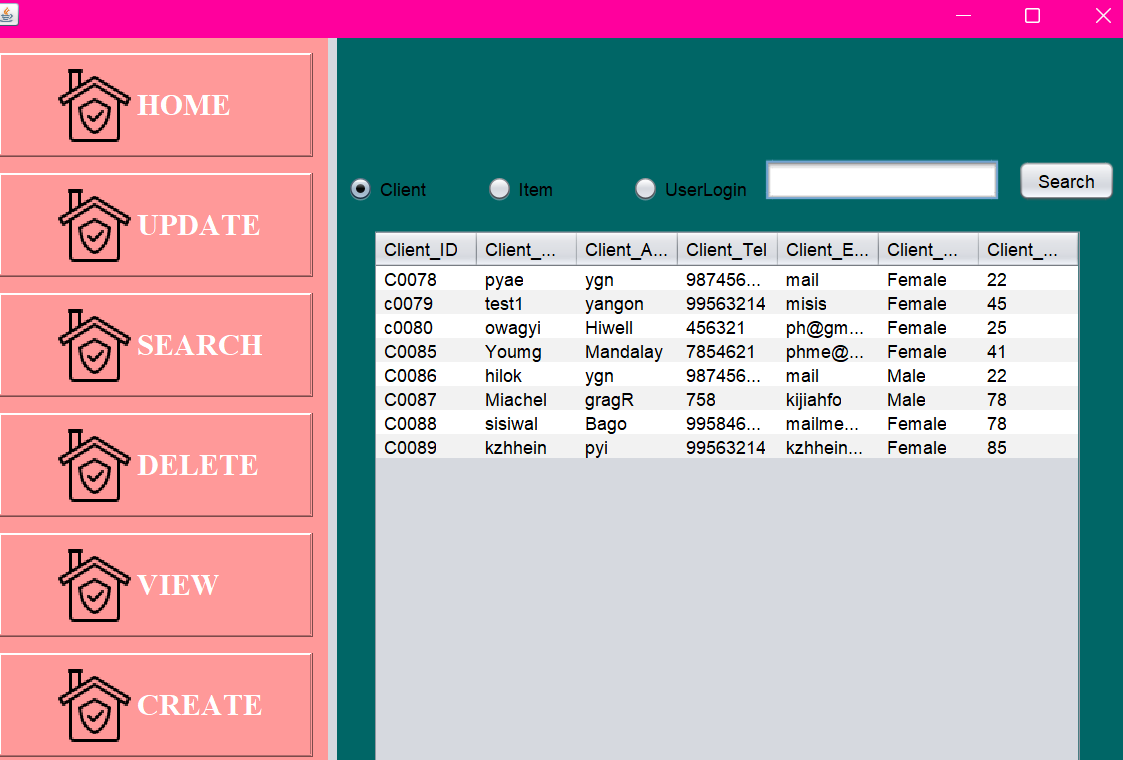 HOME
UPDATE
SEARCH
DELETE
VIEW
CREATE
Client Item UserLogin Search
Client_ID Client_... Client_A... Client_Tel Client_E... Client_... Client_...
C0078 pyae ygn 987456... mail Female 22
c0079 test1 yangon 99563214 misis Female 45
c0080 owagyi Hiwell 456321 ph@gm... Female 25
C0085 Youmg Mandalay 7854621 phme@... Female 41
C0086 hilok ygn 987456... mail Male 22
C0087 Miachel gragR 758 kijiahfo Male 78
C0088 sisiwal Bago 995846... mailme... Female 78
C0089 kzhhein pyi 99563214 kzhhein... Female 85